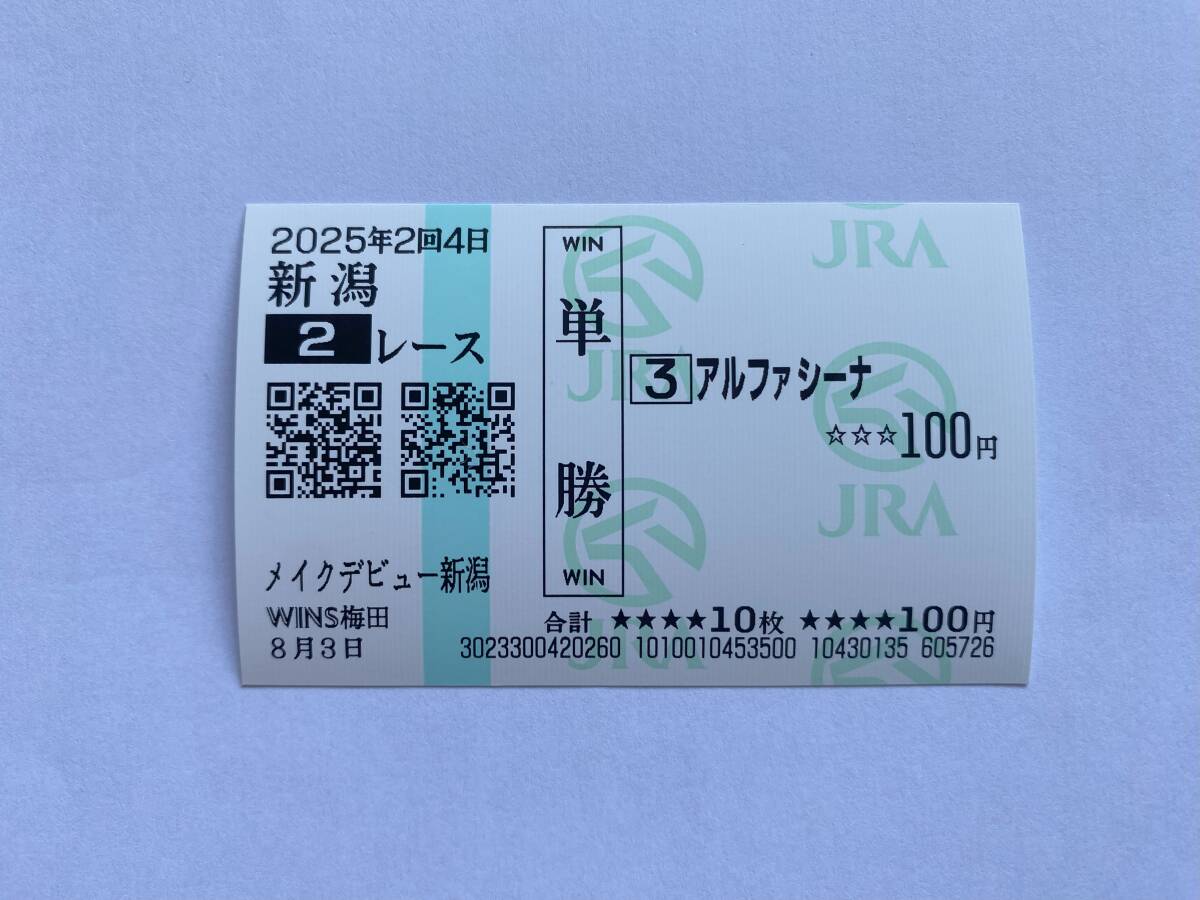 2025年2回4日
新潟
2レース
メイクデビュー新潟
WINS梅田
8月3日
WIN
単勝
WIN
3アルファシーナ
☆☆☆100円
合計 ★★★★10枚 ★★★★100円
3023300420260 1010010453500 10430135 605726
JRA
JRA
JRA
JRA
JRA